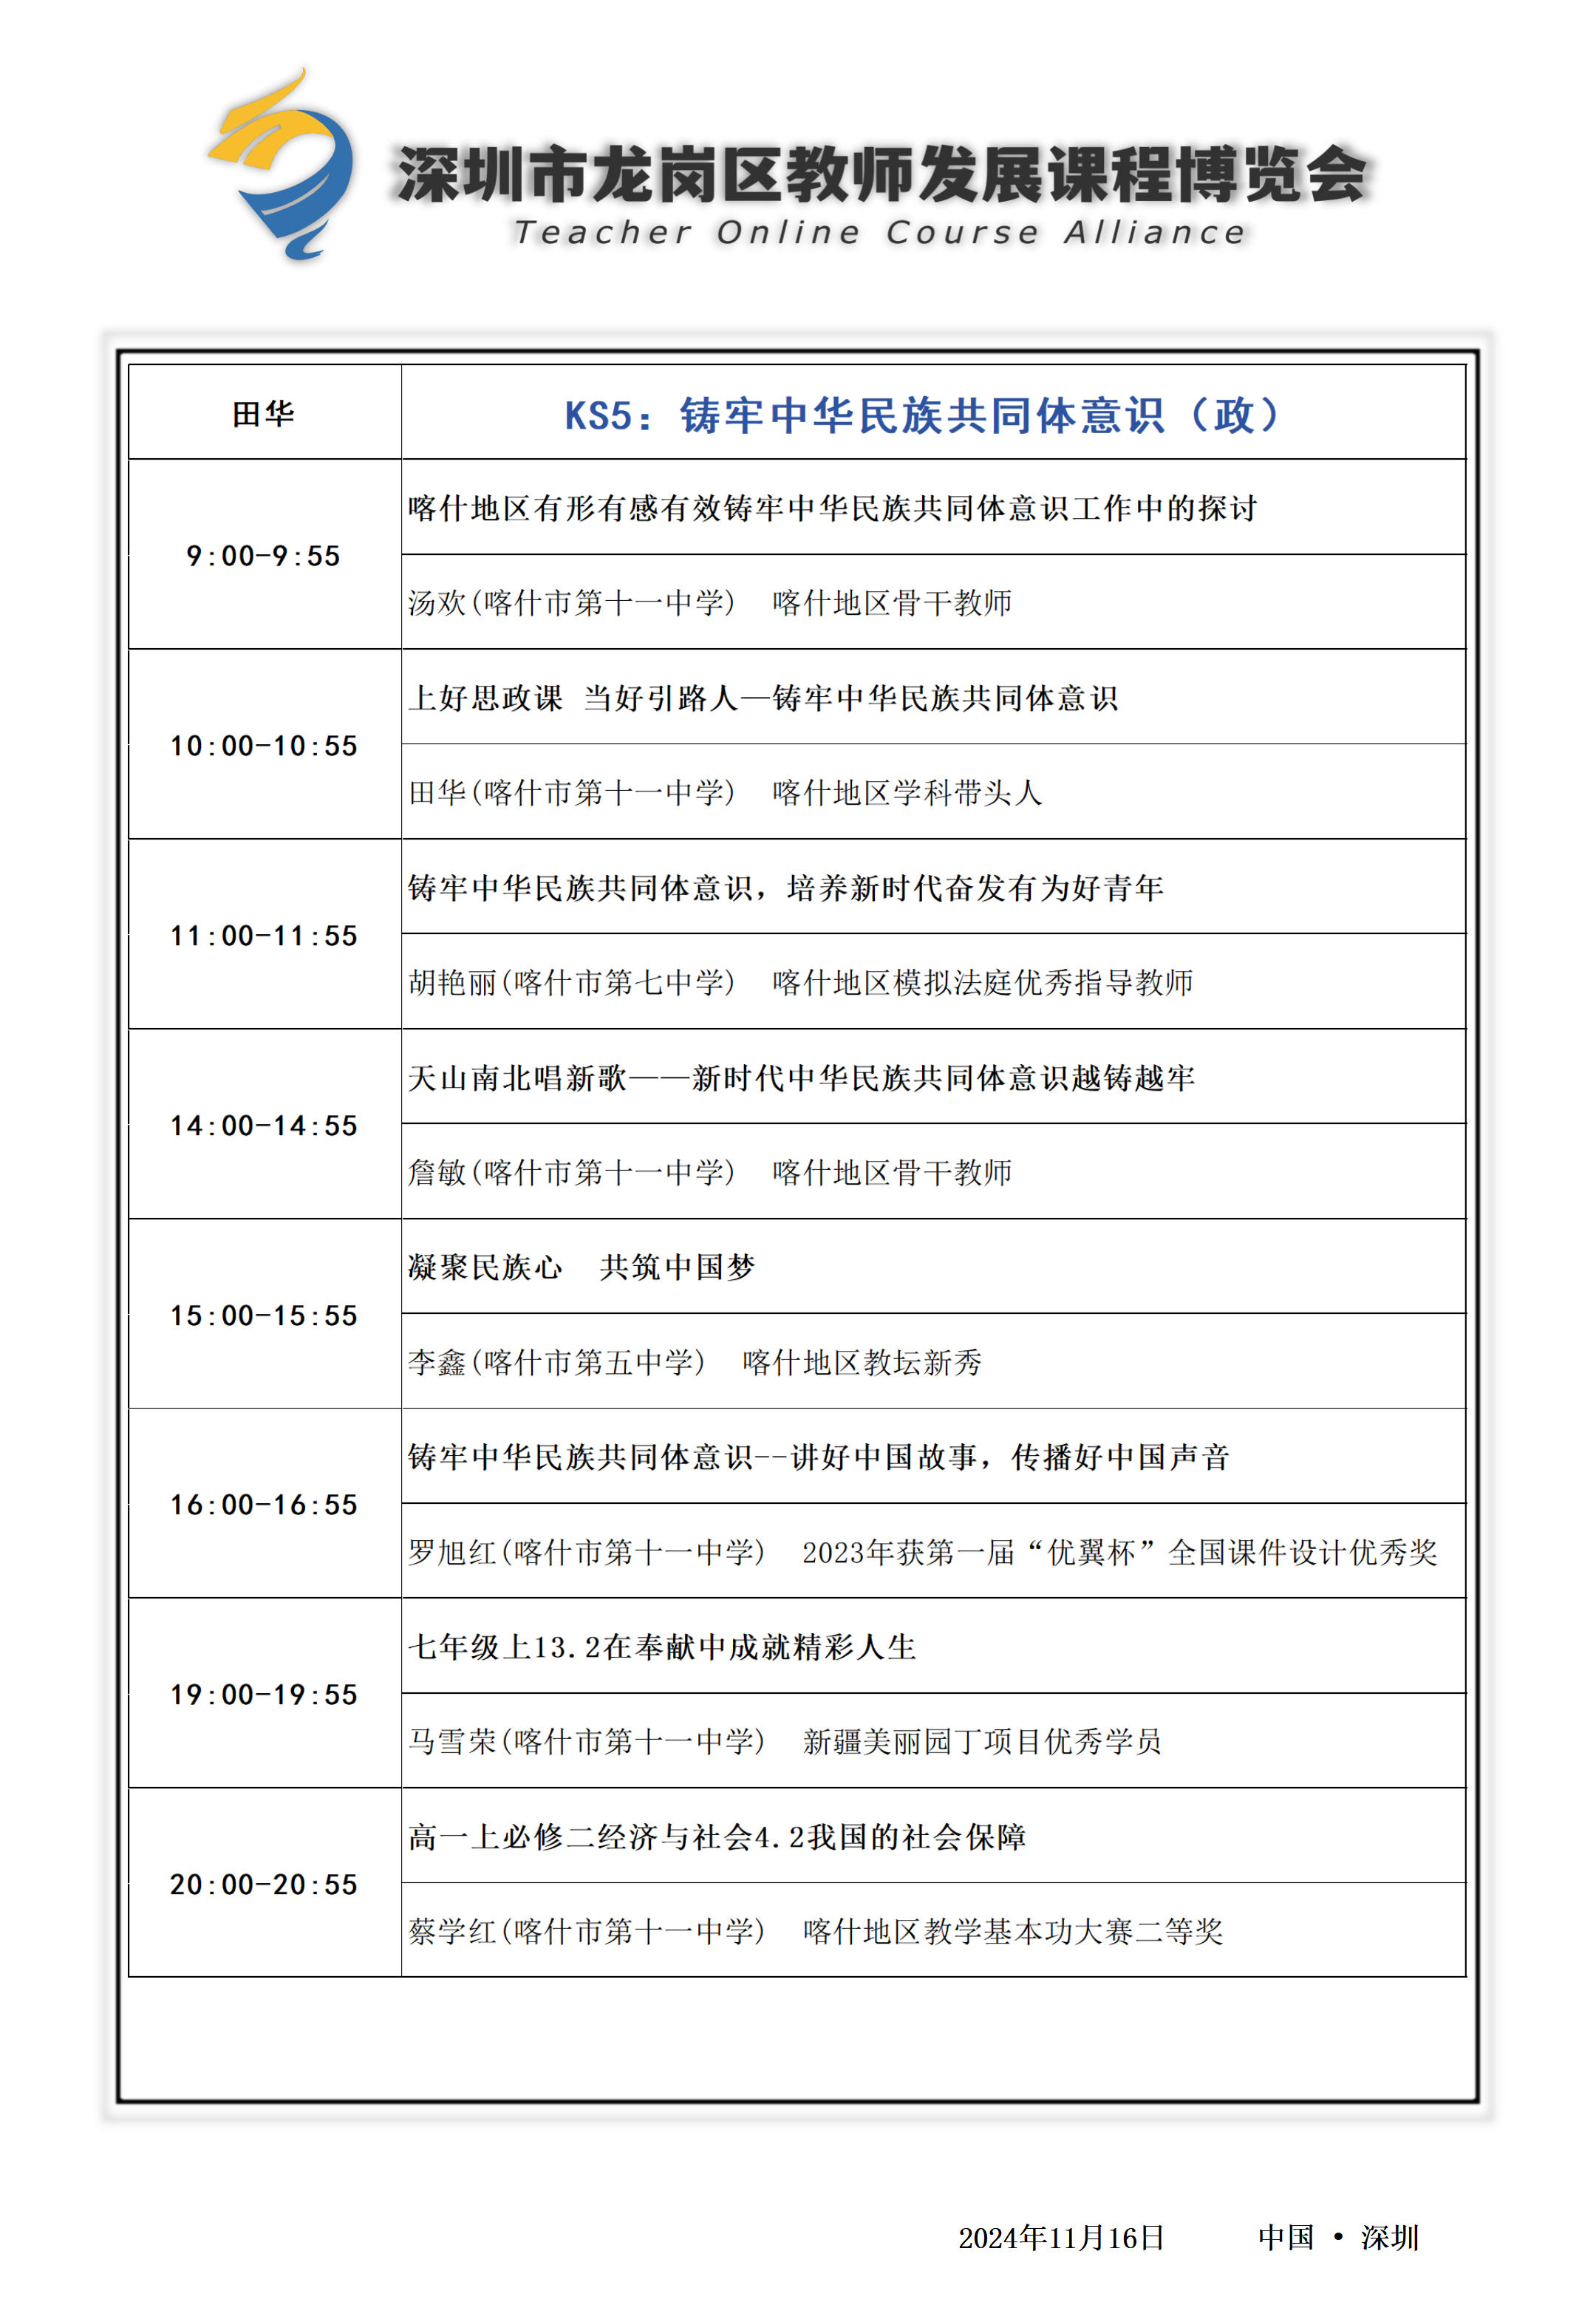 深圳市龙岗区教师发展课程博览会
Teacher Online Course Alliance
田华
KS5：铸牢中华民族共同体意识（政）
9:00-9:55
喀什地区有形有感有效铸牢中华民族共同体意识工作中的探讨
汤欢(喀什市第十一中学) 喀什地区骨干教师
10:00-10:55
上好思政课 当好引路人—铸牢中华民族共同体意识
田华(喀什市第十一中学) 喀什地区学科带头人
11:00-11:55
铸牢中华民族共同体意识，培养新时代奋发有为好青年
胡艳丽(喀什市第七中学) 喀什地区模拟法庭优秀指导教师
14:00-14:55
天山南北唱新歌——新时代中华民族共同体意识越铸越牢
詹敏(喀什市第十一中学) 喀什地区骨干教师
15:00-15:55
凝聚民族心 共筑中国梦
李鑫(喀什市第五中学) 喀什地区教坛新秀
16:00-16:55
铸牢中华民族共同体意识--讲好中国故事，传播好中国声音
罗旭红(喀什市第十一中学) 2023年获第一届“优翼杯”全国课件设计优秀奖
19:00-19:55
七年级上13.2在奉献中成就精彩人生
马雪荣(喀什市第十一中学) 新疆美丽园丁项目优秀学员
20:00-20:55
高一上必修二经济与社会4.2我国的社会保障
蔡学红(喀什市第十一中学) 喀什地区教学基本功大赛二等奖
2024年11月16日 中国 • 深圳